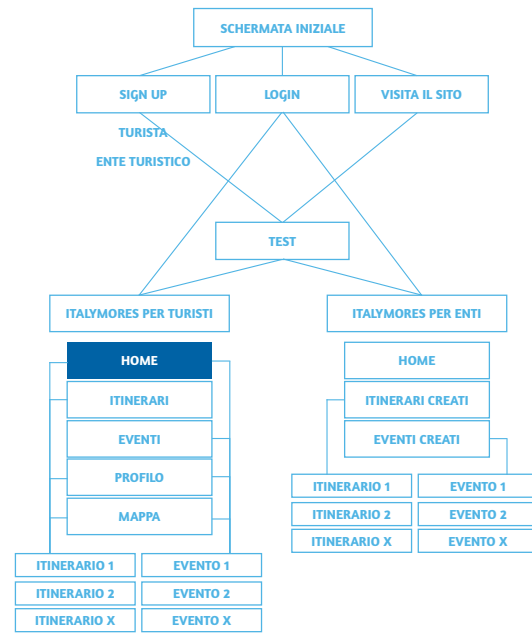 SCHERMATA INIZIALE
SIGN UP
LOGIN
VISITA IL SITO
TURISTA
ENTE TURISTICO
TEST
ITALYMORES PER TURISTI
ITALYMORES PER ENTI
HOME
ITINERARI
EVENTI
PROFILO
MAPPA
ITINERARIO 1
EVENTO 1
ITINERARIO 2
EVENTO 2
ITINERARIO X
EVENTO X
HOME
ITINERARI CREATI
EVENTI CREATI
ITINERARIO 1
EVENTO 1
ITINERARIO 2
EVENTO 2
ITINERARIO X
EVENTO X